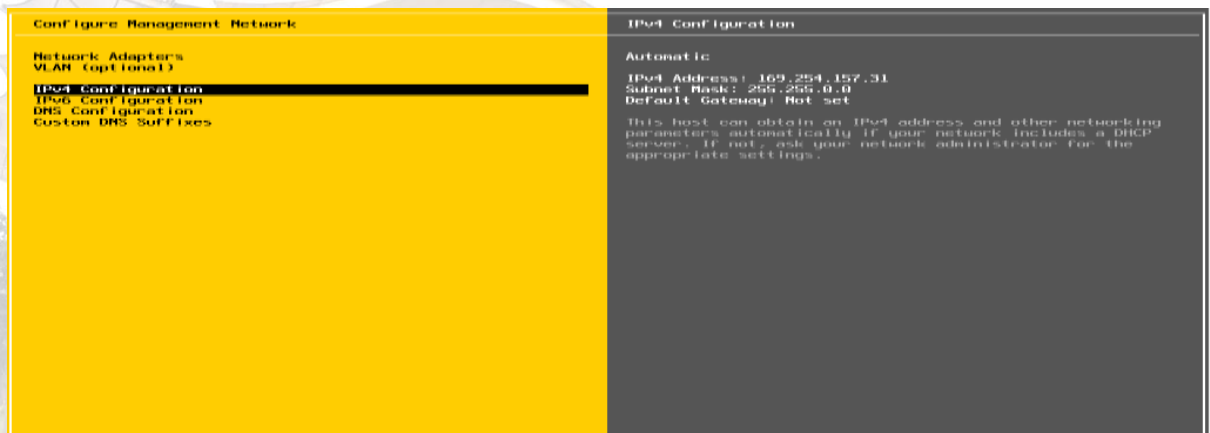 Configure Management Network
Network Adapters
VLAN (optional)
IPv4 Configuration
IPv6 Configuration
DNS Configuration
Custom DNS Suffixes
IPv4 Configuration
Automatic
IPv4 Address: 169.254.157.31
Subnet Mask: 255.255.0.0
Default Gateway: Not set
This host can obtain an IPv4 address and other networking
parameters automatically if your network includes a DHCP
server. If not, ask your network administrator for the
appropriate settings.